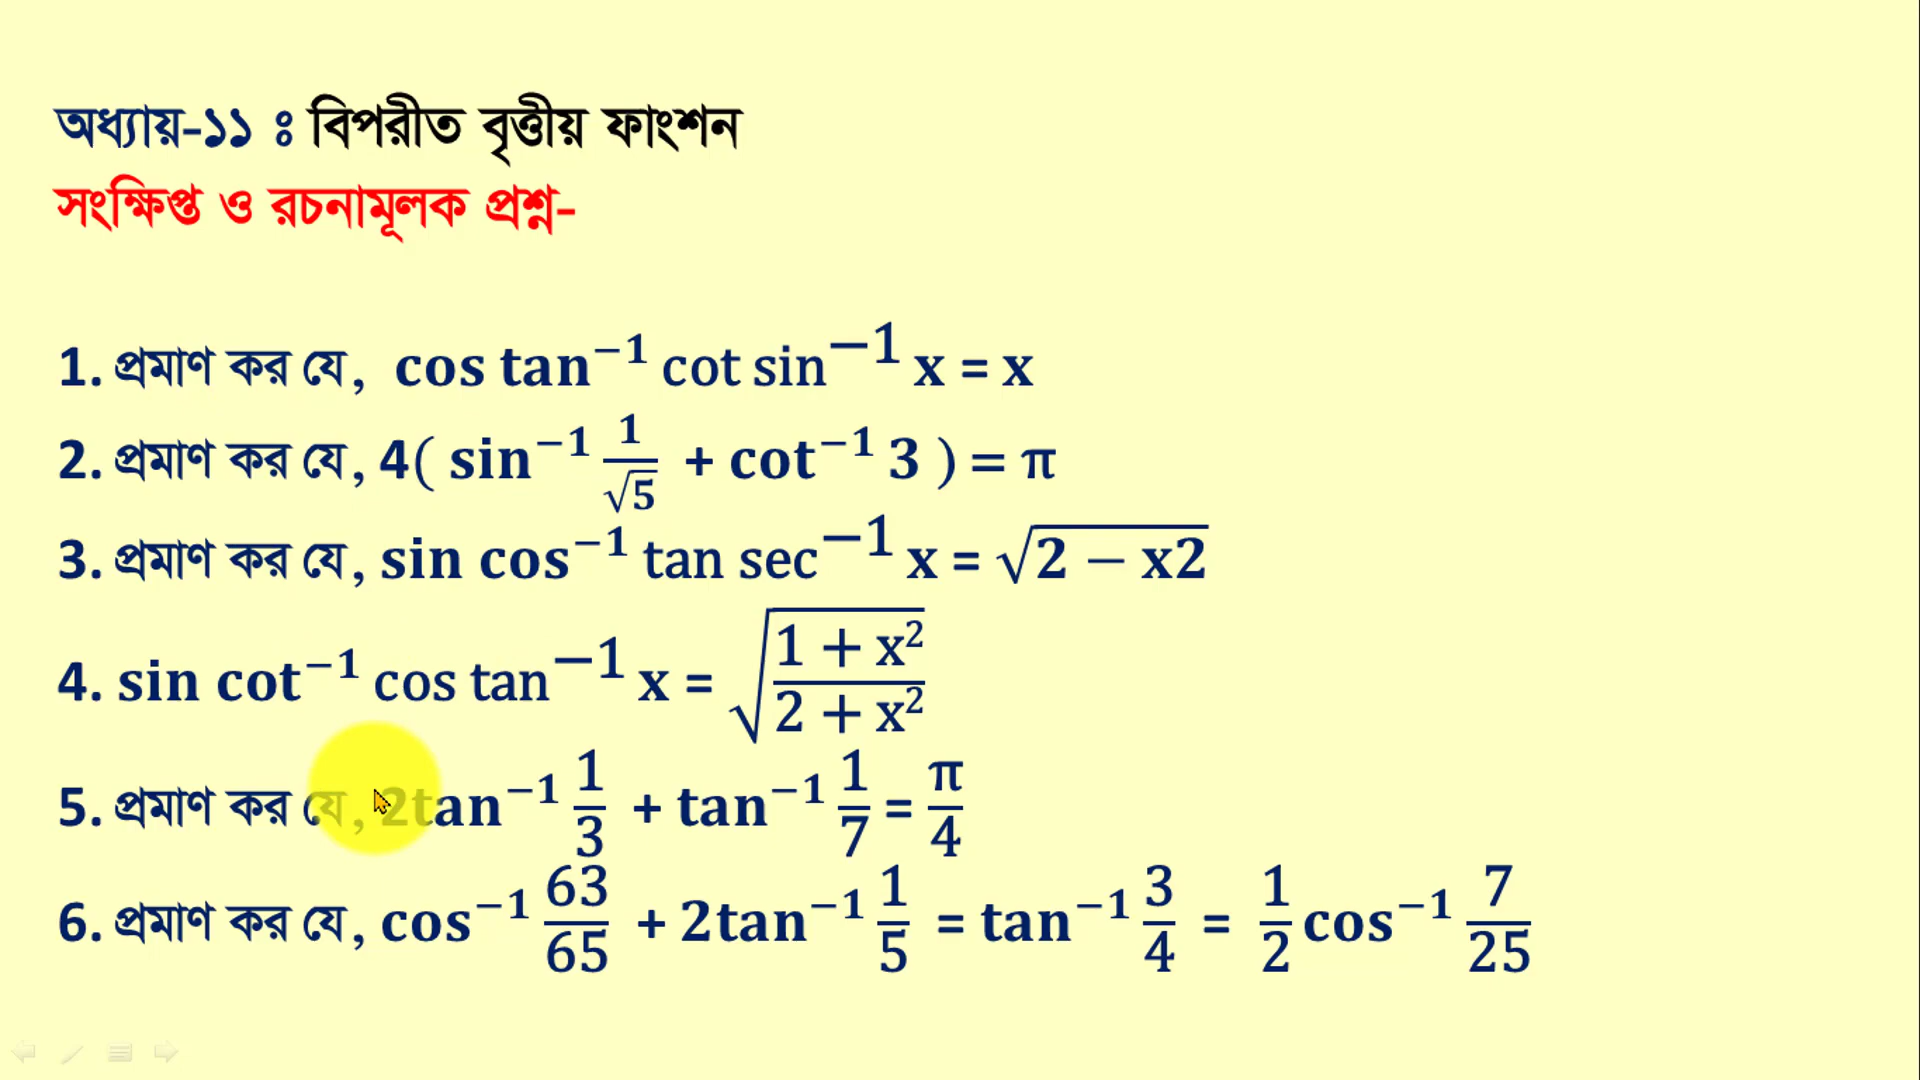 অধ্যায়-১১ ঃ বিপরীত বৃত্তীয় ফাংশন
সংক্ষিপ্ত ও রচনামূলক প্রশ্ন-
1. প্রমাণ কর যে, cos tan⁻¹ cot sin⁻¹ x = x
2. প্রমাণ কর যে, 4( sin⁻¹ 1/√5 + cot⁻¹ 3 ) = π
3. প্রমাণ কর যে, sin cos⁻¹ tan sec⁻¹ x = √(2 − x2)
4. sin cot⁻¹ cos tan⁻¹ x = √((1 + x²)/(2 + x²))
5. প্রমাণ কর যে, 2tan⁻¹ 1/3 + tan⁻¹ 1/7 = π/4
6. প্রমাণ কর যে, cos⁻¹ 63/65 + 2tan⁻¹ 1/5 = tan⁻¹ 3/4 = 1/2 cos⁻¹ 7/25